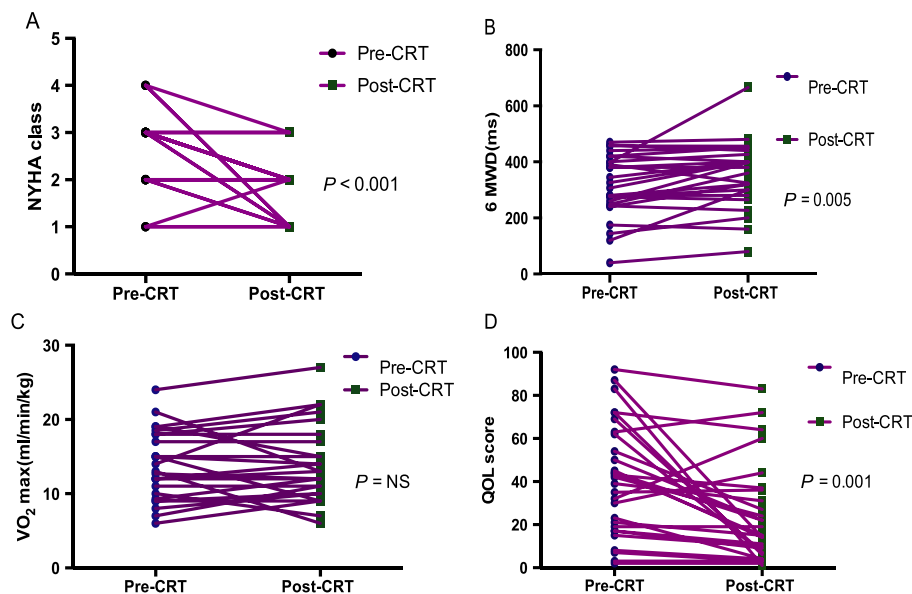 A
NYHA class
5
4
3
2
1
0
Pre-CRT
Post-CRT
P < 0.001
Pre-CRT
Post-CRT
B
6 MWD(ms)
800
600
400
200
0
Pre-CRT
Post-CRT
P = 0.005
Pre-CRT
Post-CRT
C
VO2 max(ml/min/kg)
30
20
10
0
Pre-CRT
Post-CRT
P = NS
Pre-CRT
Post-CRT
D
QOL score
100
80
60
40
20
0
Pre-CRT
Post-CRT
P = 0.001
Pre-CRT
Post-CRT